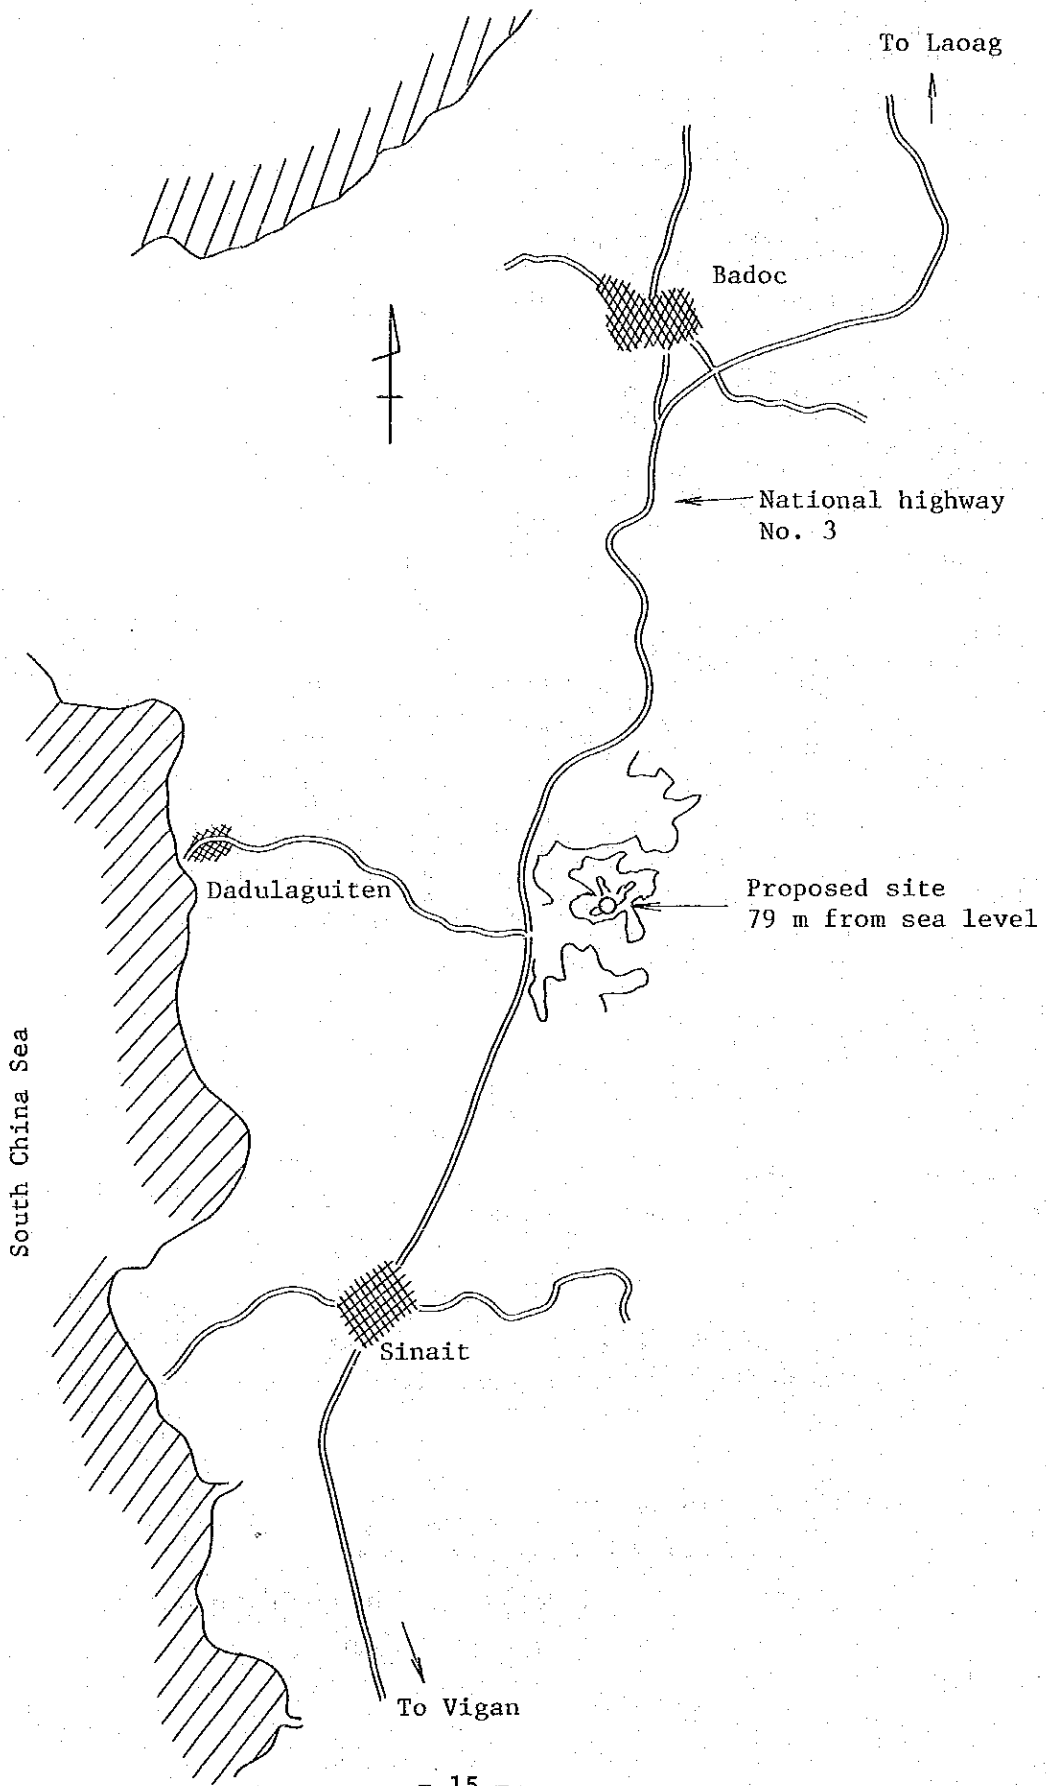 To Laoag
Badoc
National highway
No. 3
Dadulaguiten
Proposed site
79 m from sea level
South China Sea
Sinait
To Vigan
- 15 -